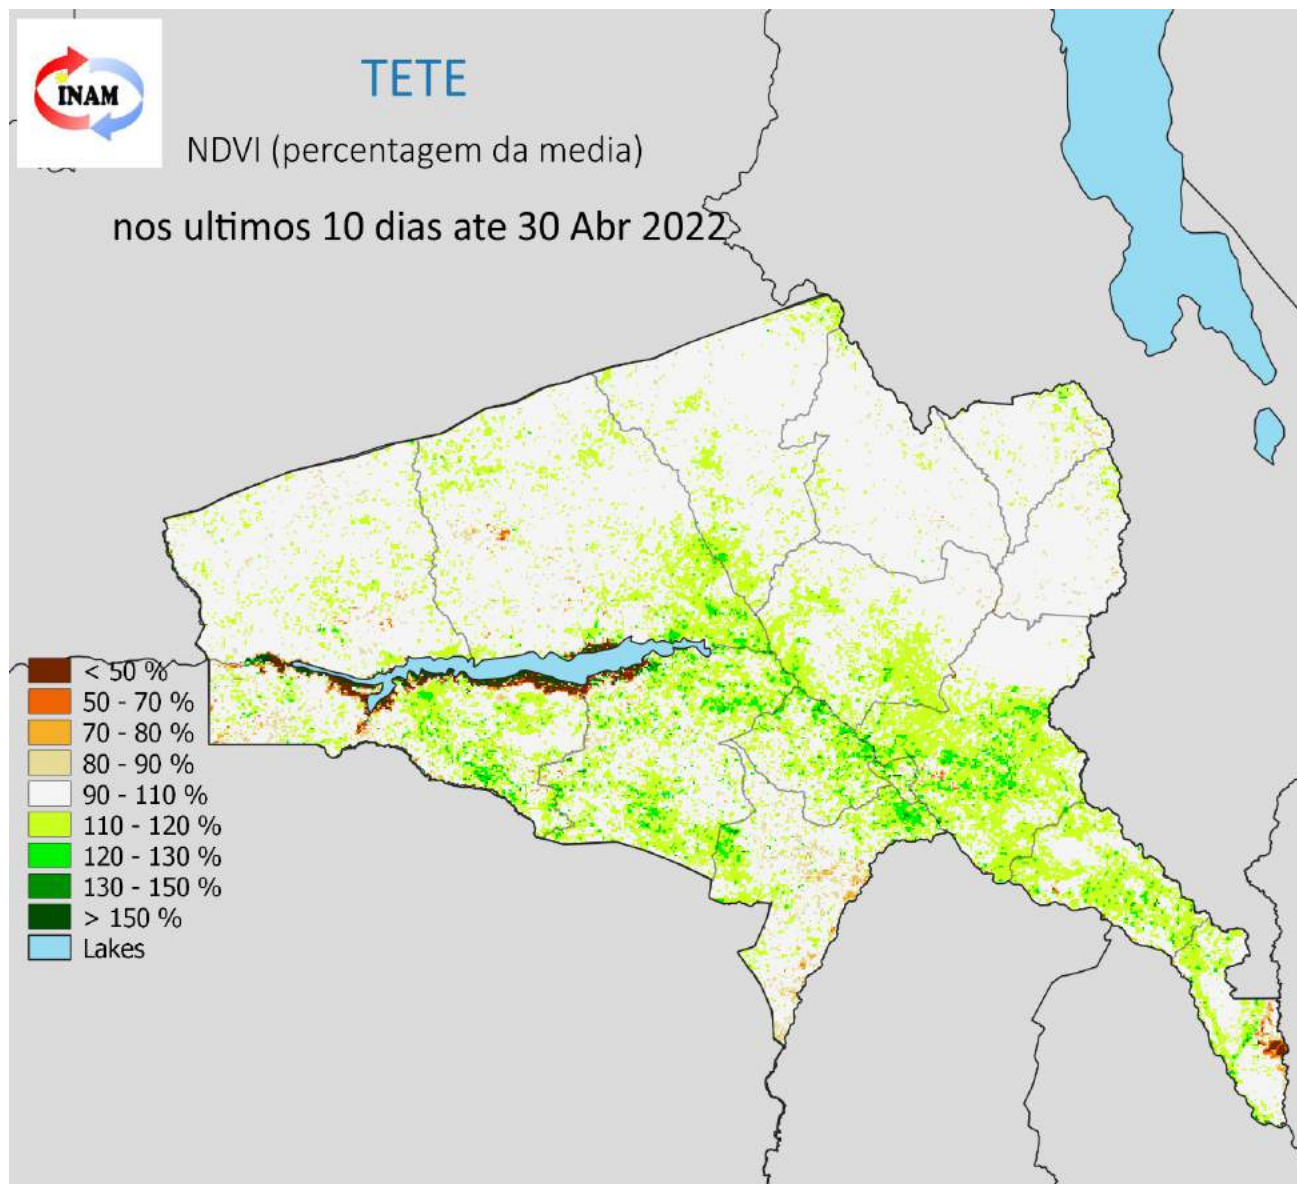 INAM
TETE
NDVI (percentagem da media)
nos ultimos 10 dias ate 30 Abr 2022
< 50 %
50 - 70 %
70 - 80 %
80 - 90 %
90 - 110 %
110 - 120 %
120 - 130 %
130 - 150 %
> 150 %
Lakes